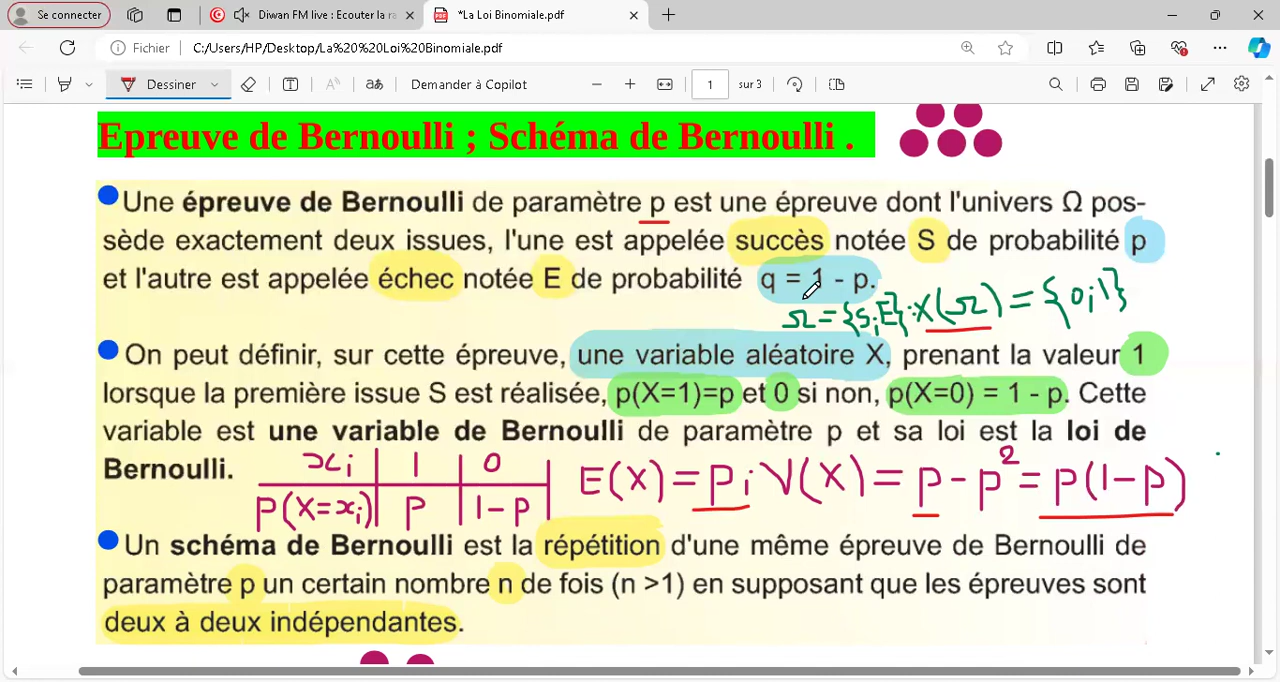 Se connecter
Diwan FM live : Ecouter la ra
*La Loi Binomiale.pdf
Fichier
C:/Users/HP/Desktop/La%20%20Loi%20Binomiale.pdf
Dessiner
Demander à Copilot
1
sur 3
Epreuve de Bernoulli ; Schéma de Bernoulli .
Une épreuve de Bernoulli de paramètre p est une épreuve dont l'univers Ω pos-
sède exactement deux issues, l'une est appelée succès notée S de probabilité p
et l'autre est appelée échec notée E de probabilité q = 1 - p.
Ω = {S;E}: X(Ω) = {0;1}
On peut définir, sur cette épreuve, une variable aléatoire X, prenant la valeur 1
lorsque la première issue S est réalisée, p(X=1)=p et 0 si non, p(X=0) = 1 - p. Cette
variable est une variable de Bernoulli de paramètre p et sa loi est la loi de
Bernoulli.
xi | 1 | 0
P(X=xi) | P | 1-P
E(X) = P ; V(X) = P - P² = P(1-P)
Un schéma de Bernoulli est la répétition d'une même épreuve de Bernoulli de
paramètre p un certain nombre n de fois (n >1) en supposant que les épreuves sont
deux à deux indépendantes.